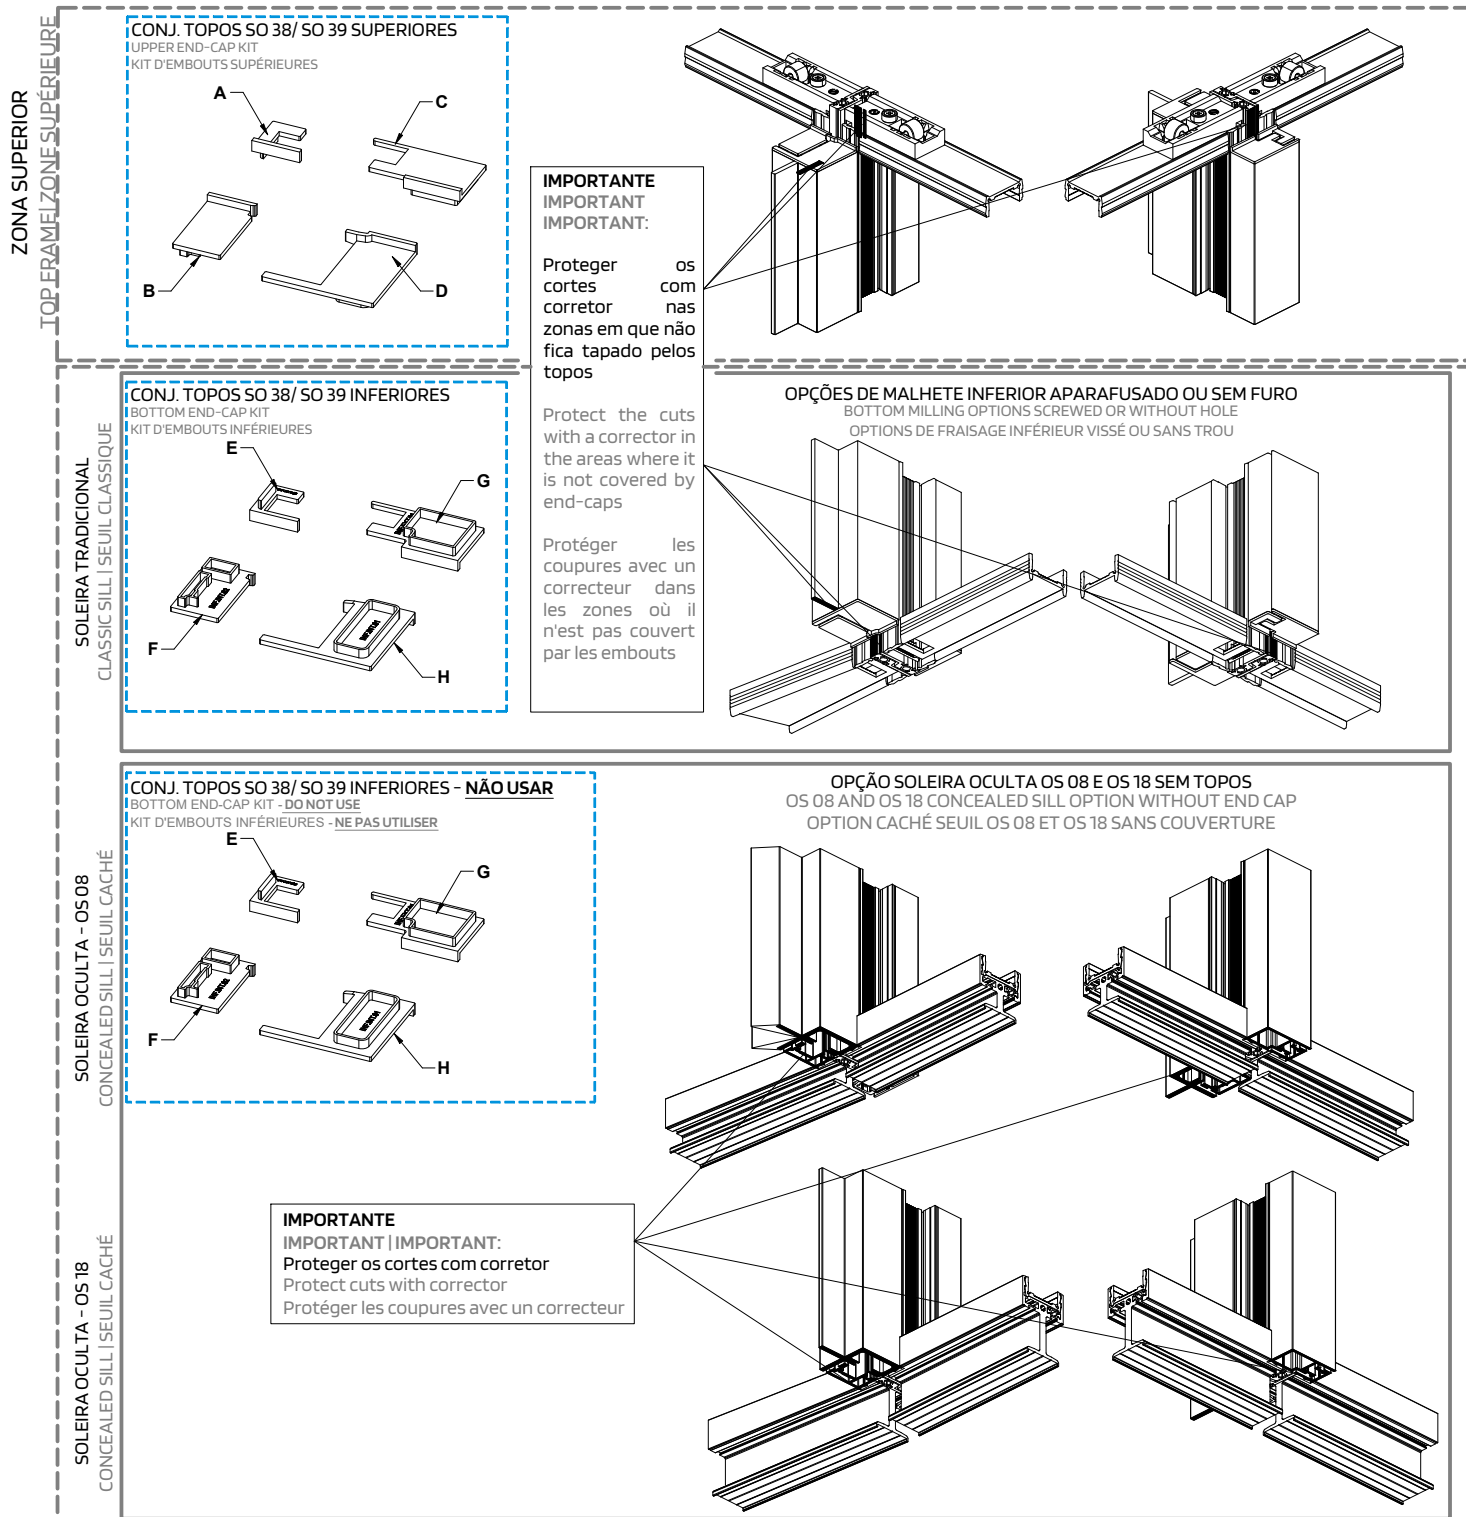 ZONA SUPERIOR
TOP FRAME | ZONE SUPÉRIEURE
CONJ. TOPOS SO 38/ SO 39 SUPERIORES
UPPER END-CAP KIT
KIT D'EMBOUTS SUPÉRIEURES
A
C
B
D
IMPORTANTE
IMPORTANT
IMPORTANT:
Proteger os
cortes com
corretor nas
zonas em que não
fica tapado pelos
topos
Protect the cuts
with a corrector in
the areas where it
is not covered by
end-caps
Protéger les
coupures avec un
correcteur dans
les zones où il
n'est pas couvert
par les embouts
SOLEIRA TRADICIONAL
CLASSIC SILL | SEUIL CLASSIQUE
CONJ. TOPOS SO 38/ SO 39 INFERIORES
BOTTOM END-CAP KIT
KIT D'EMBOUTS INFÉRIEURES
E
G
F
H
OPÇÕES DE MALHETE INFERIOR APARAFUSADO OU SEM FURO
BOTTOM MILLING OPTIONS SCREWED OR WITHOUT HOLE
OPTIONS DE FRAISAGE INFÉRIEUR VISSÉ OU SANS TROU
SOLEIRA OCULTA - OS 08
CONCEALED SILL | SEUIL CACHÉ
CONJ. TOPOS SO 38/ SO 39 INFERIORES - NÃO USAR
BOTTOM END-CAP KIT - DO NOT USE
KIT D'EMBOUTS INFÉRIEURES - NE PAS UTILISER
E
G
F
H
OPÇÃO SOLEIRA OCULTA OS 08 E OS 18 SEM TOPOS
OS 08 AND OS 18 CONCEALED SILL OPTION WITHOUT END CAP
OPTION CACHÉ SEUIL OS 08 ET OS 18 SANS COUVERTURE
SOLEIRA OCULTA - OS 18
CONCEALED SILL | SEUIL CACHÉ
IMPORTANTE
IMPORTANT | IMPORTANT:
Proteger os cortes com corretor
Protect cuts with corrector
Protéger les coupures avec un correcteur